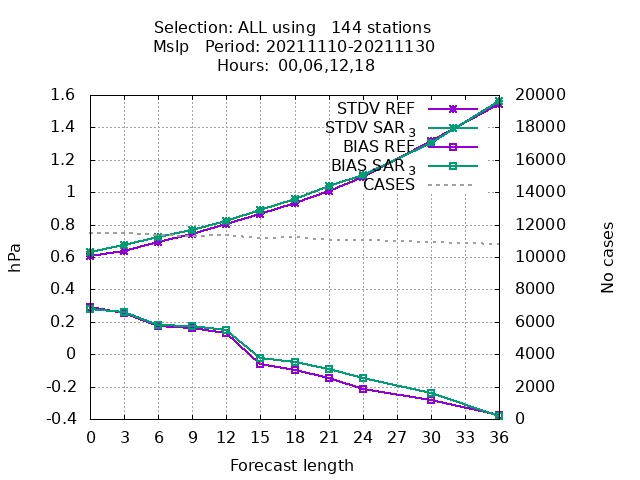 Selection: ALL using   144 stations
Mslp   Period: 20211110-20211130
Hours:  00,06,12,18
1.6
1.4
1.2
1
0.8
0.6
0.4
0.2
0
-0.2
-0.4
hPa
STDV REF
STDV SAR 3
BIAS REF
BIAS SAR 3
CASES
20000
18000
16000
14000
12000
10000
8000
6000
4000
2000
0
No cases
0 3 6 9 12 15 18 21 24 27 30 33 36
Forecast length